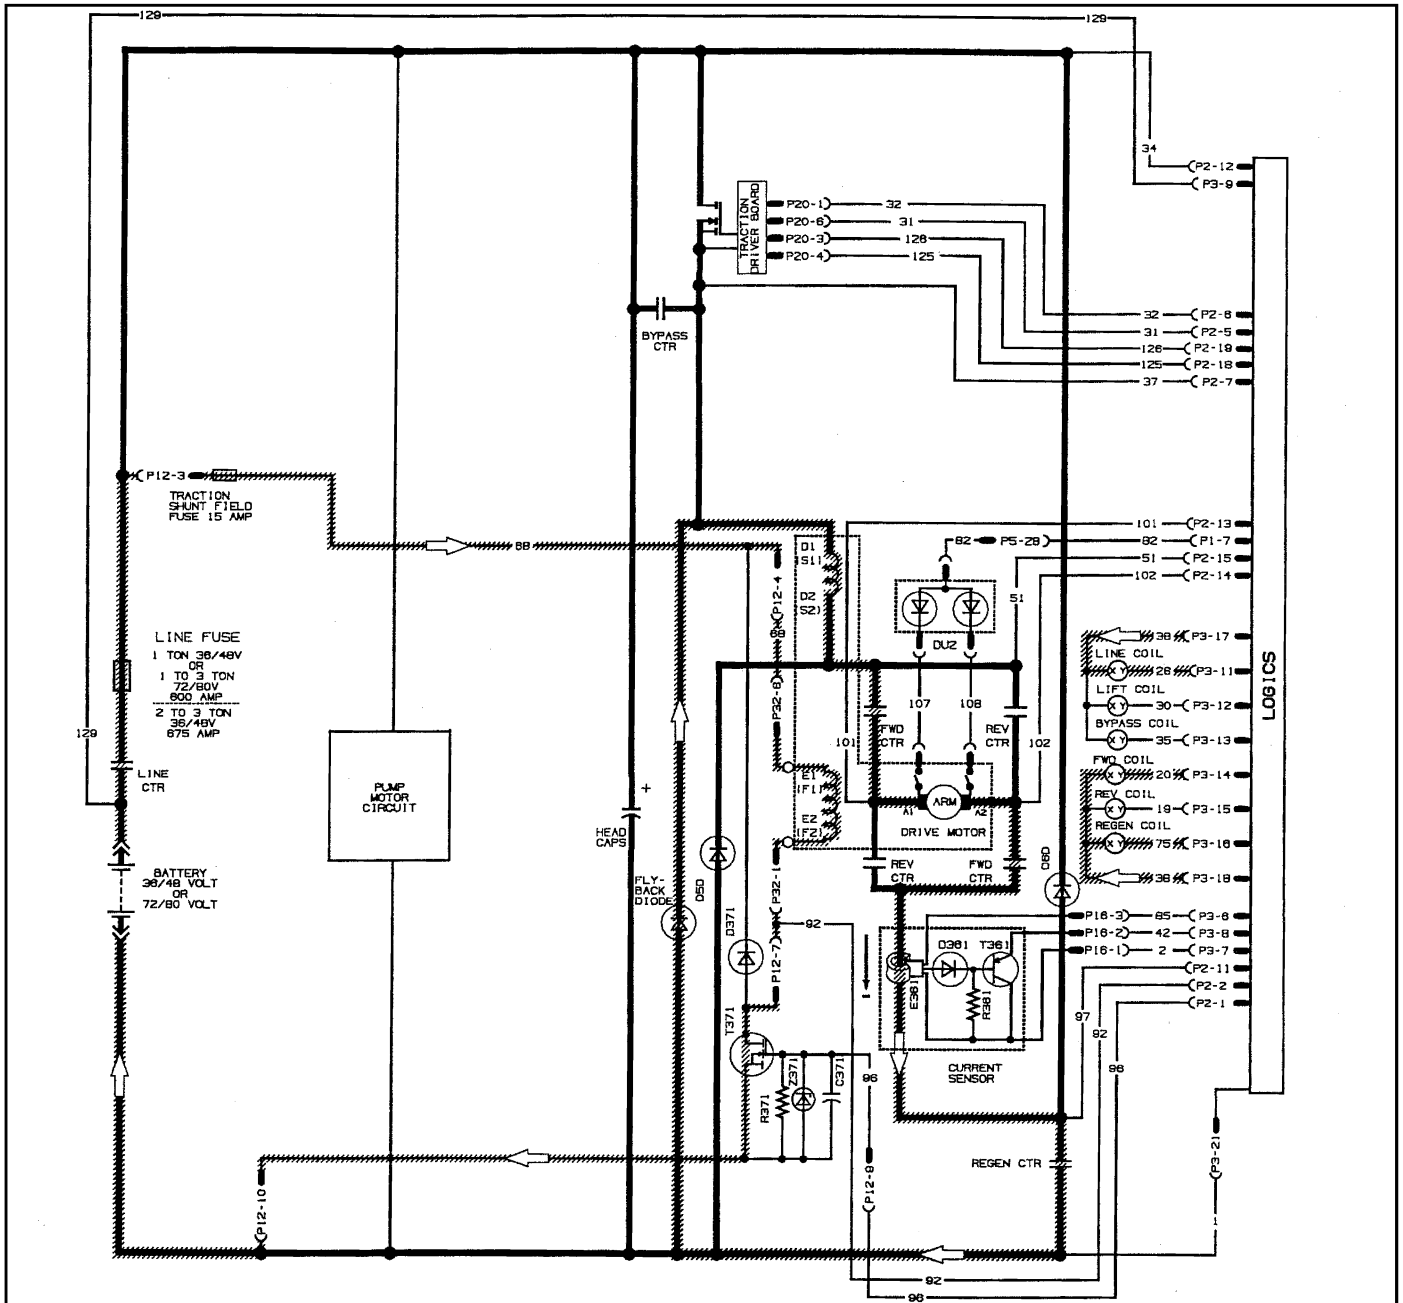 129
129
34
P2-12
P3-9
TRACTION
DRIVER BOARD
P20-1
32
P20-6
31
P20-3
126
P20-4
125
32
P2-6
31
P2-5
126
P2-19
125
P2-18
37
P2-7
BYPASS
CTR
P12-3
TRACTION
SHUNT FIELD
FUSE 15 AMP
68
101
P2-13
82
P5-28
82
P1-7
51
P2-15
102
P2-14
D1
(S1)
D2
(S2)
P12-4
68
P32-6
51
DU2
LINE FUSE
1 TON 36/48V
OR
1 TO 3 TON
72/80V
600 AMP
2 TO 3 TON
36/48V
675 AMP
38
P3-17
LINE COIL
X Y
26
P3-11
LIFT COIL
X Y
30
P3-12
BYPASS COIL
X Y
35
P3-13
FWD COIL
X Y
20
P3-14
REV COIL
X Y
19
P3-15
REGEN COIL
X Y
75
P3-16
36
P3-18
LOGICS
107
108
FWD
CTR
REV
CTR
101
102
129
LINE
CTR
PUMP
MOTOR
CIRCUIT
+
HEAD
CAPS
E1
(F1)
E2
(F2)
A1
ARM
A2
DRIVE MOTOR
REV
CTR
FWD
CTR
D6D
BATTERY
36/48 VOLT
OR
72/80 VOLT
FLY-
BACK
DIODE
D5D
D371
P32-1
92
P12-7
I
P16-3
85
P3-6
P16-2
42
P3-8
P16-1
2
P3-7
P2-11
P2-2
P2-1
D361
T361
E361
R361
CURRENT
SENSOR
97
92
96
T371
R371
Z371
C371
96
P12-9
REGEN CTR
P3-21
1
P12-10
92
96